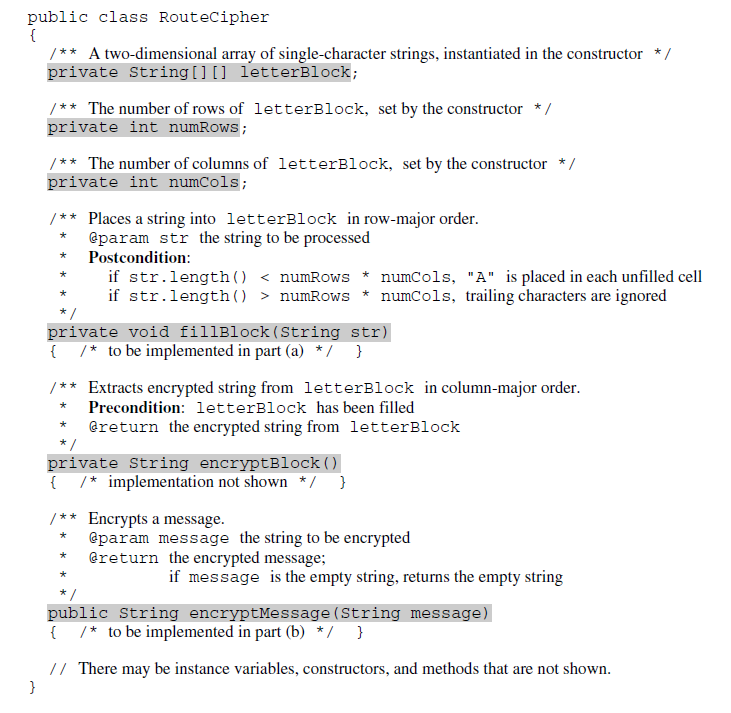 public class RouteCipher
{
/** A two-dimensional array of single-character strings, instantiated in the constructor */
private String[][] letterBlock;
/** The number of rows of letterBlock, set by the constructor */
private int numRows;
/** The number of columns of letterBlock, set by the constructor */
private int numCols;
/** Places a string into letterBlock in row-major order.
* @param str the string to be processed
* Postcondition:
* if str.length() < numRows * numCols, "A" is placed in each unfilled cell
* if str.length() > numRows * numCols, trailing characters are ignored
*/
private void fillBlock(String str)
{ /* to be implemented in part (a) */ }
/** Extracts encrypted string from letterBlock in column-major order.
* Precondition: letterBlock has been filled
* @return the encrypted string from letterBlock
*/
private String encryptBlock()
{ /* implementation not shown */ }
/** Encrypts a message.
* @param message the string to be encrypted
* @return the encrypted message;
* if message is the empty string, returns the empty string
*/
public String encryptMessage(String message)
{ /* to be implemented in part (b) */ }
// There may be instance variables, constructors, and methods that are not shown.
}